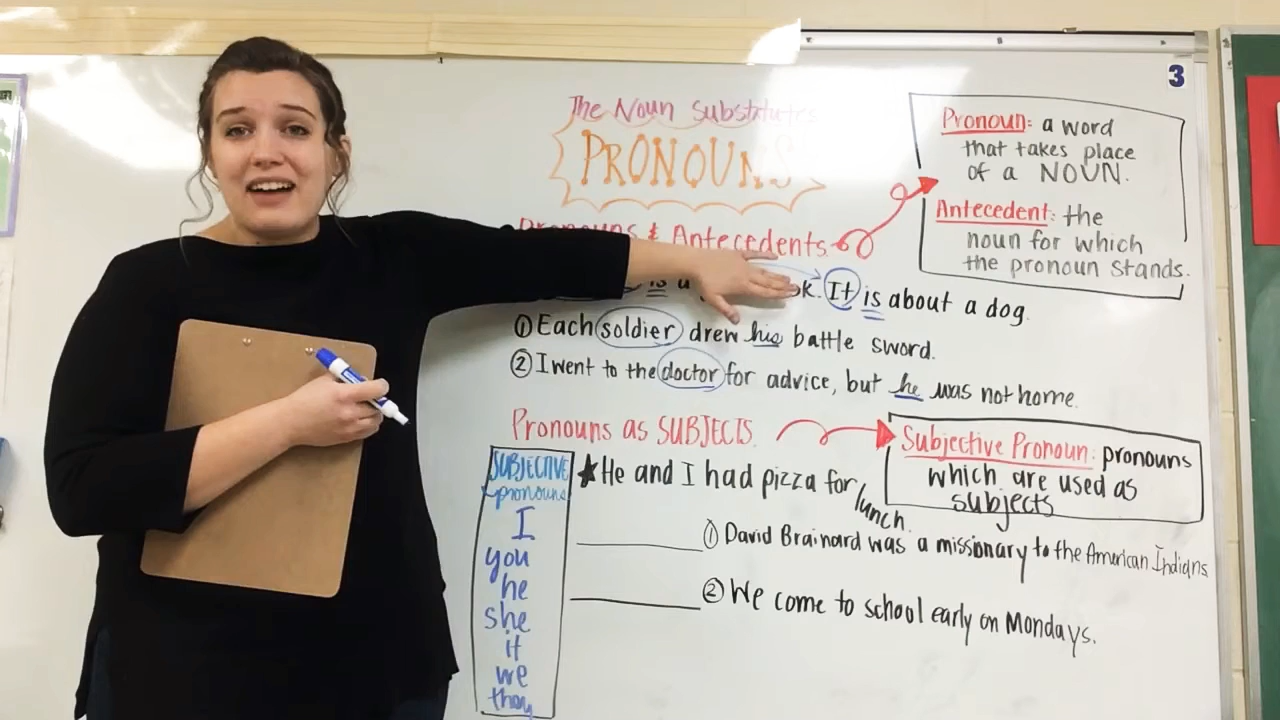 3
The Noun Substitutes
PRONOUNS
Pronouns & Antecedents.
Pronoun: a word
that takes place
of a NOUN.
Antecedent: the
noun for which
the pronoun stands.
is a It is about a dog.
① Each soldier drew his battle sword.
② I went to the doctor for advice, but he was not home.
Pronouns as SUBJECTS.
Subjective Pronoun: pronouns
which are used as
subjects
SUBJECTIVE
pronouns
I
you
he
she
it
we
they
★He and I had pizza for
lunch.
① David Brainard was a missionary to the American Indians
② We come to school early on Mondays.